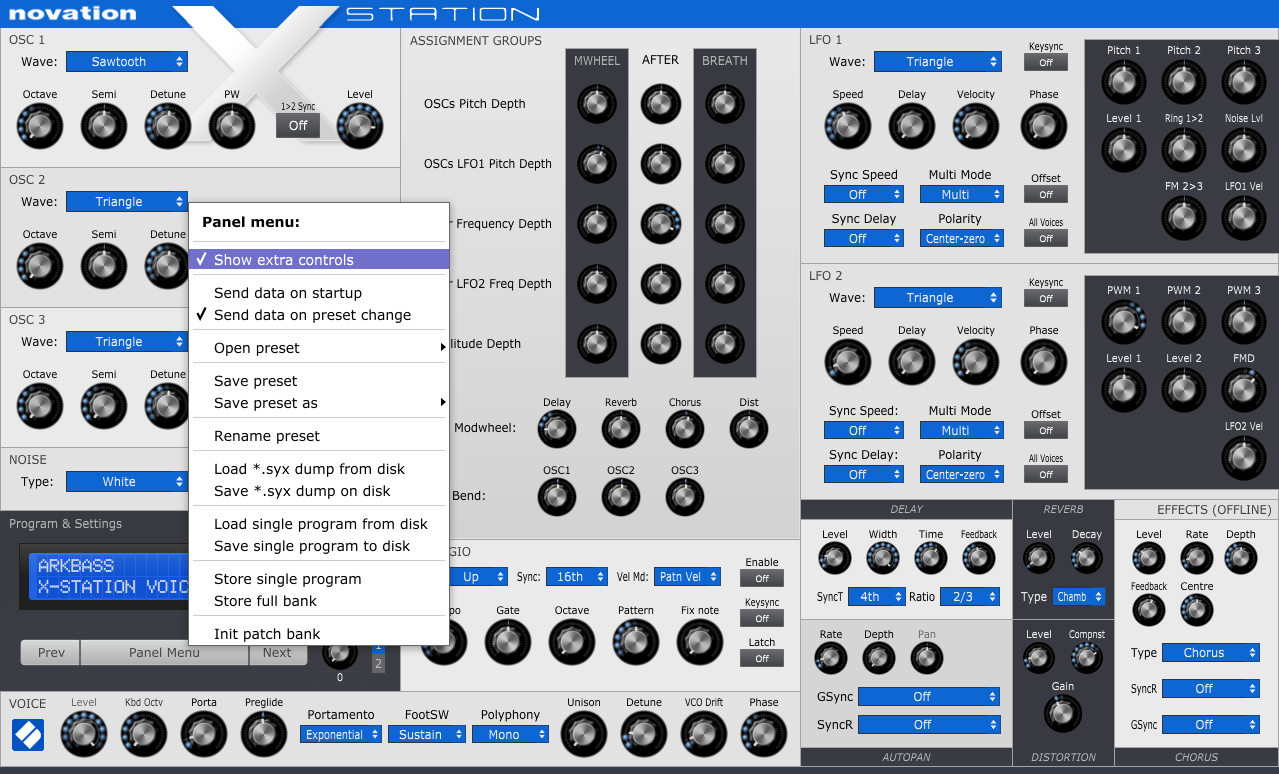 novation
STATION
OSC 1
Wave: Sawtooth
Octave Semi Detune PW 1>2 Sync Level
Off
OSC 2
Wave: Triangle
Octave Semi Detune
OSC 3
Wave: Triangle
Octave Semi Detune
NOISE
Type: White
Program & Settings
ARKBASS
X-STATION VOIC
Prev Panel Menu Next
0
1
2
Panel menu:
✓ Show extra controls
Send data on startup
✓ Send data on preset change
Open preset
Save preset
Save preset as
Rename preset
Load *.syx dump from disk
Save *.syx dump on disk
Load single program from disk
Save single program to disk
Store single program
Store full bank
Init patch bank
ASSIGNMENT GROUPS
MWHEEL AFTER BREATH
OSCs Pitch Depth
OSCs LFO1 Pitch Depth
r Frequency Depth
r LFO2 Freq Depth
litude Depth
Delay Reverb Chorus Dist
Modwheel:
OSC1 OSC2 OSC3
Bend:
GIO
Up Sync: 16th Vel Md: Patn Vel
Enable
Off
po Gate Octave Pattern Fix note
Keysync
Off
Latch
Off
VOICE
Level Kbd Octv Porta Preglide
Portamento FootSW Polyphony
Exponential Sustain Mono
Unison Detune VCO Drift Phase
LFO 1
Wave: Triangle
Keysync
Off
Speed Delay Velocity Phase
Sync Speed Multi Mode Offset
Off Multi Off
Sync Delay Polarity All Voices
Off Center-zero Off
Pitch 1 Pitch 2 Pitch 3
Level 1 Ring 1>2 Noise Lvl
FM 2>3 LFO1 Vel
LFO 2
Wave: Triangle
Keysync
Off
Speed Delay Velocity Phase
Sync Speed: Multi Mode Offset
Off Multi Off
Sync Delay: Polarity All Voices
Off Center-zero Off
PWM 1 PWM 2 PWM 3
Level 1 Level 2 FMD
LFO2 Vel
DELAY
Level Width Time Feedback
SyncT 4th Ratio 2/3
REVERB
Level Decay
Type Chamb
EFFECTS (OFFLINE)
Level Rate Depth
Feedback Centre
Type Chorus
SyncR Off
GSync Off
CHORUS
Rate Depth Pan
GSync Off
SyncR Off
AUTOPAN
Level Compnst
Gain
DISTORTION